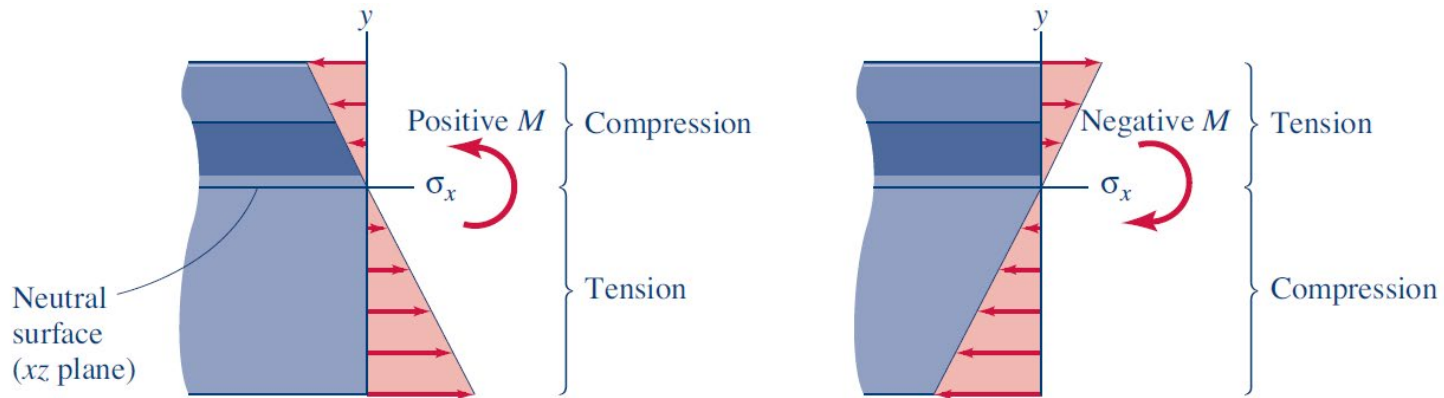 y
Positive M
Compression
σx
Tension
Neutral
surface
(xz plane)
y
Negative M
Tension
σx
Compression